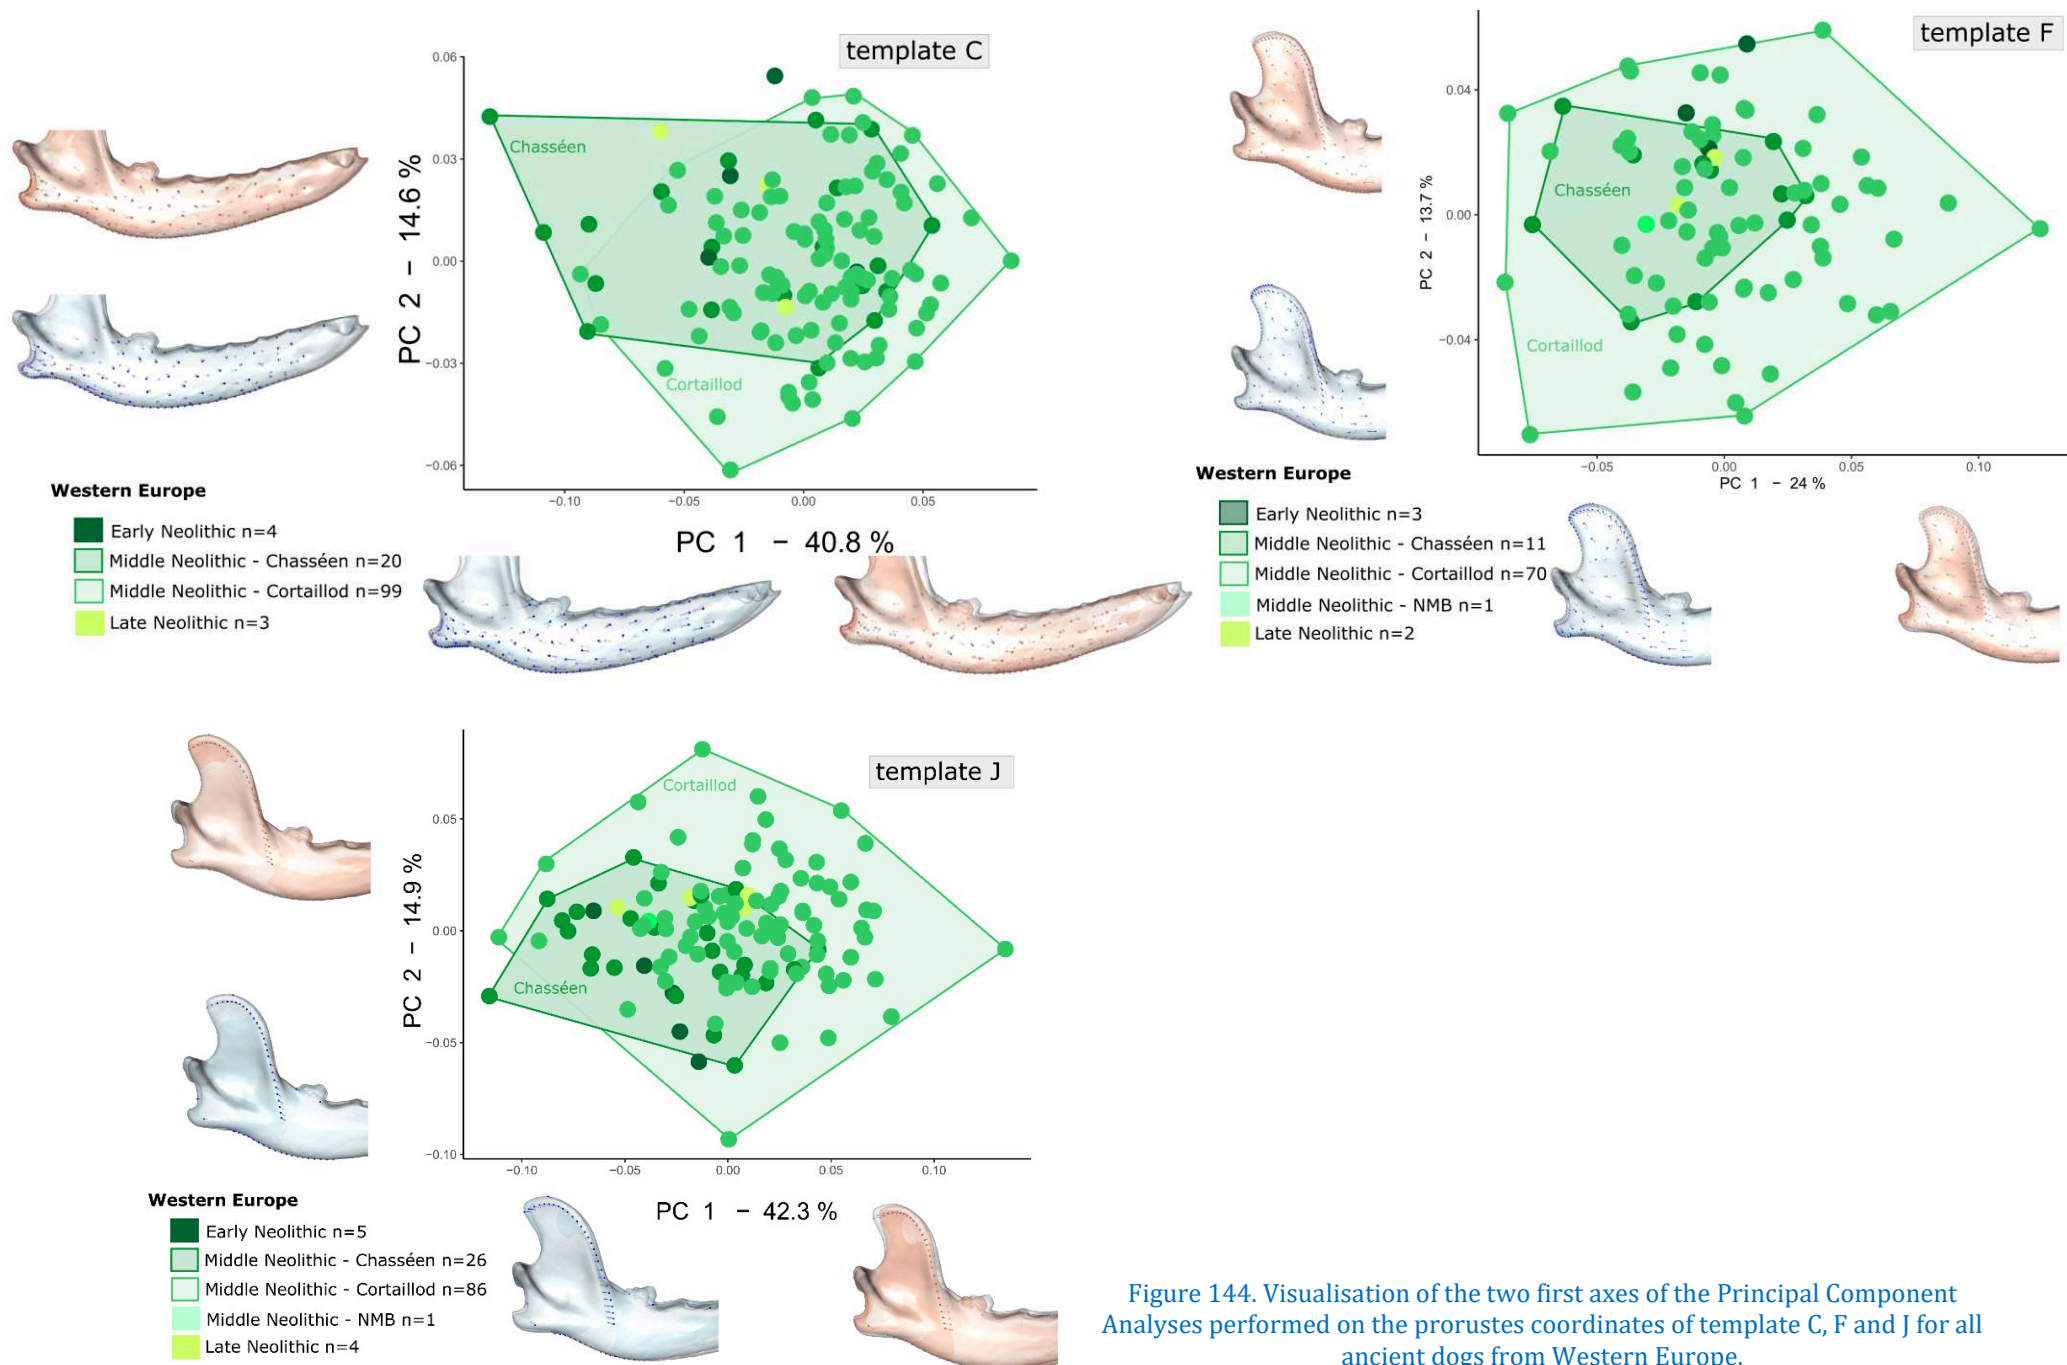 template C
0.06
0.03
0.00
−0.03
−0.06
PC 2 − 14.6 %
Chasséen
Cortaillod
−0.10
−0.05
0.00
0.05
PC 1 − 40.8 %
Western Europe
Early Neolithic n=4
Middle Neolithic - Chasséen n=20
Middle Neolithic - Cortaillod n=99
Late Neolithic n=3
template F
0.04
0.00
−0.04
PC 2 − 13.7 %
Chasséen
Cortaillod
−0.05
0.00
0.05
0.10
PC 1 − 24 %
Western Europe
Early Neolithic n=3
Middle Neolithic - Chasséen n=11
Middle Neolithic - Cortaillod n=70
Middle Neolithic - NMB n=1
Late Neolithic n=2
template J
0.05
0.00
−0.05
−0.10
PC 2 − 14.9 %
Cortaillod
Chasséen
−0.10
−0.05
0.00
0.05
0.10
PC 1 − 42.3 %
Western Europe
Early Neolithic n=5
Middle Neolithic - Chasséen n=26
Middle Neolithic - Cortaillod n=86
Middle Neolithic - NMB n=1
Late Neolithic n=4
Figure 144. Visualisation of the two first axes of the Principal Component
Analyses performed on the prorustes coordinates of template C, F and J for all
ancient dogs from Western Europe.